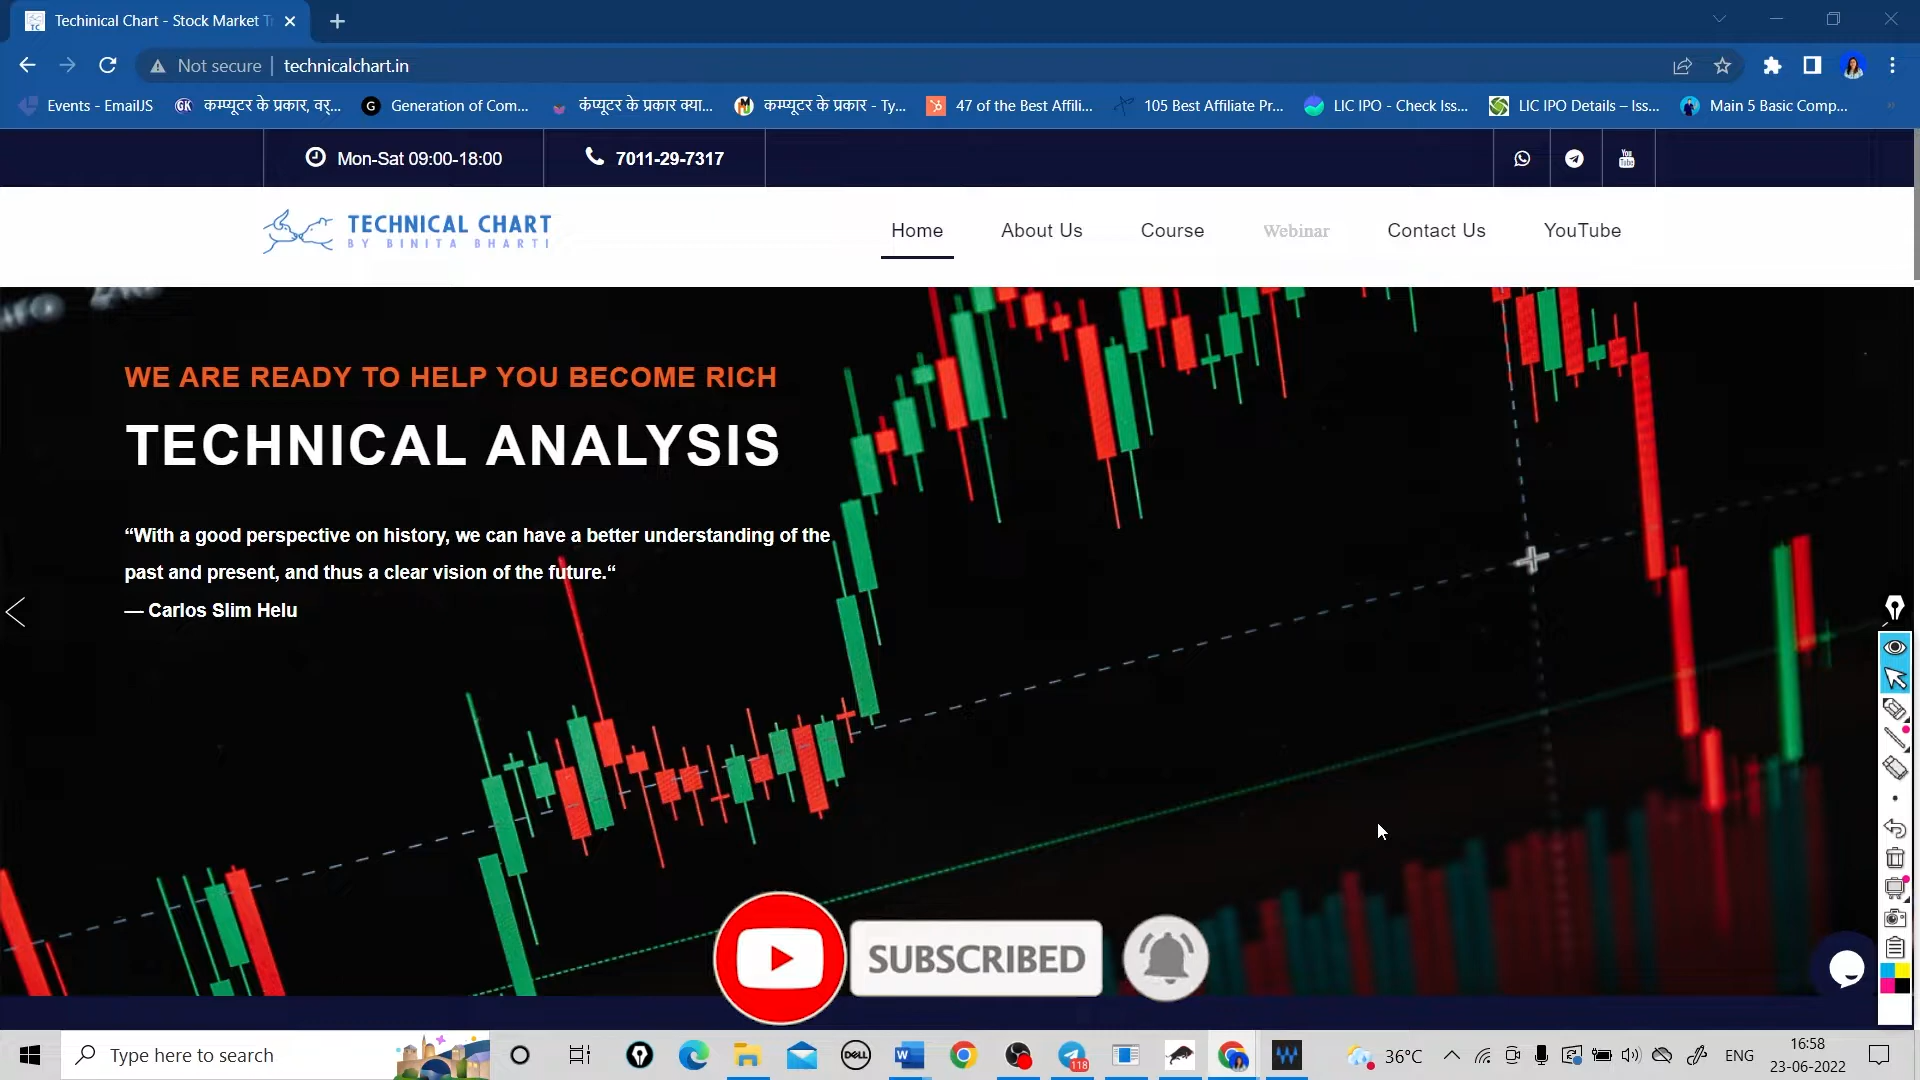 Techinical Chart - Stock Market T
Not secure
technicalchart.in
Events - EmailJS
GK
कम्प्यूटर के प्रकार, वर्...
G
Generation of Com...
कंप्यूटर के प्रकार क्या...
कम्प्यूटर के प्रकार - Ty...
47 of the Best Affili...
105 Best Affiliate Pr...
LIC IPO - Check Iss...
LIC IPO Details – Iss...
Main 5 Basic Comp...
Mon-Sat 09:00-18:00
7011-29-7317
You
Tube
TECHNICAL CHART
BY BINITA BHARTI
Home
About Us
Course
Webinar
Contact Us
YouTube
WE ARE READY TO HELP YOU BECOME RICH
TECHNICAL ANALYSIS
“With a good perspective on history, we can have a better understanding of the
past and present, and thus a clear vision of the future.“
— Carlos Slim Helu
SUBSCRIBED
Type here to search
DELL
W
118
36°C
ENG
16:58
23-06-2022